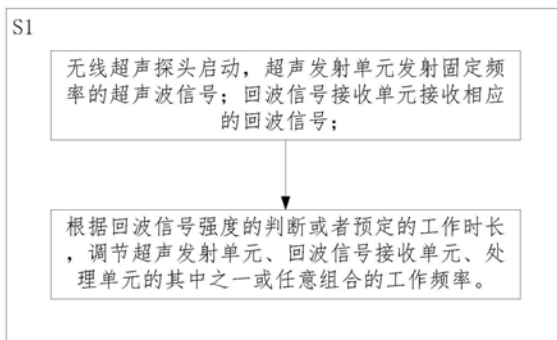 S1
无线超声探头启动，超声发射单元发射固定频
率的超声波信号；回波信号接收单元接收相应
的回波信号；
根据回波信号强度的判断或者预定的工作时长
，调节超声发射单元、回波信号接收单元、处
理单元的其中之一或任意组合的工作频率。